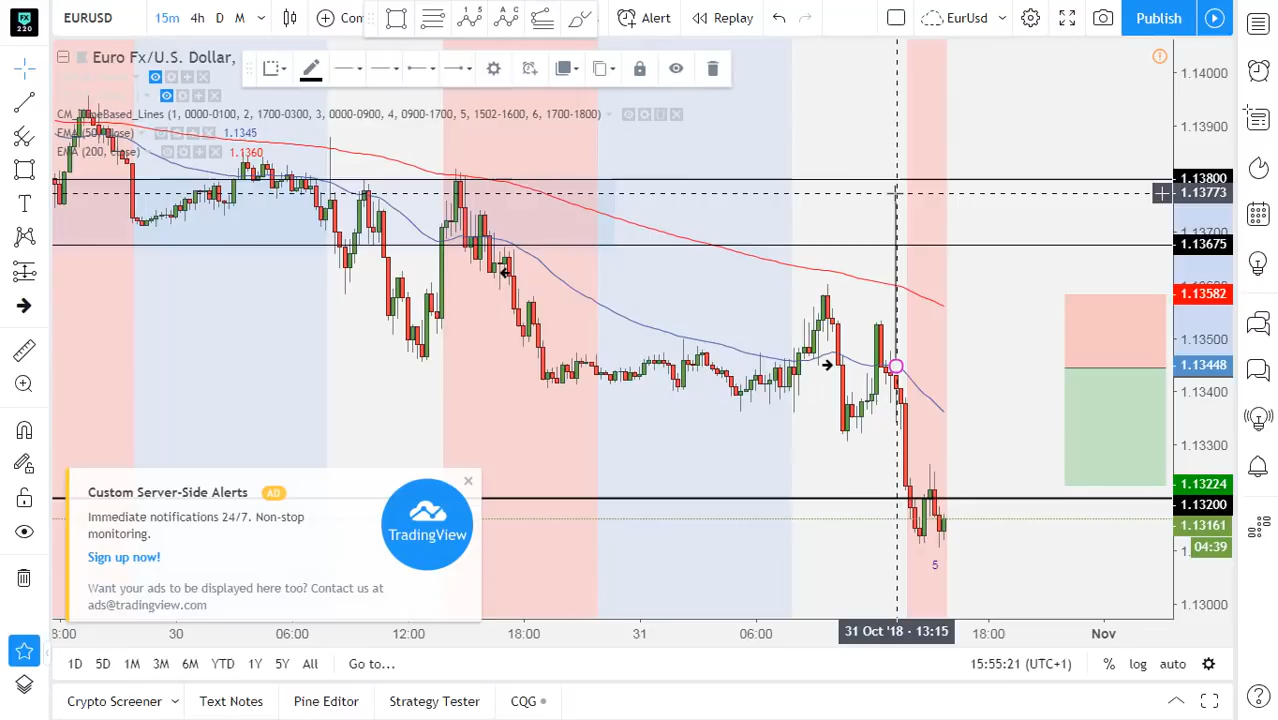 FX
220
EURUSD
15m 4h D M
Alert
Replay
EurUsd
Publish
Euro Fx/U.S. Dollar,
CM_TimeBased_Lines (1, 0000-0100, 2, 1700-0300, 3, 0000-0900, 4, 0900-1700, 5, 1502-1600, 6, 1700-1800)
EMA (50, close) 1.1345
EMA (200, close) 1.1360
1.14000
1.13900
1.13800
1.13773
1.13700
1.13675
1.13582
1.13500
1.13448
1.13400
1.13300
1.13224
1.13200
1.13161
04:39
1.13000
5
Custom Server-Side Alerts AD
Immediate notifications 24/7. Non-stop
monitoring.
Sign up now!
Want your ads to be displayed here too? Contact us at
ads@tradingview.com
TradingView
8:00 30 06:00 12:00 18:00 31 06:00 31 Oct '18 · 13:15 18:00 Nov
1D 5D 1M 3M 6M YTD 1Y 5Y All Go to... 15:55:21 (UTC+1) % log auto
Crypto Screener Text Notes Pine Editor Strategy Tester CQG